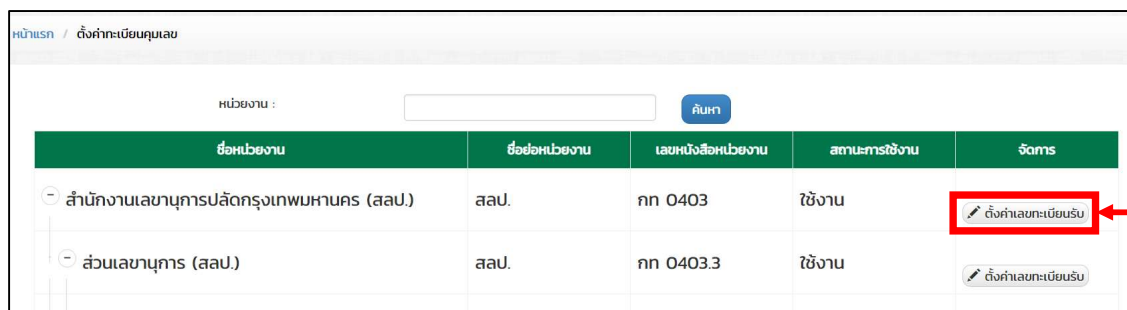 หน้าแรก / ตั้งค่าทะเบียนคุมเลข
หน่วยงาน : ค้นหา
ชื่อหน่วยงาน ชื่อย่อหน่วยงาน เลขหนังสือหน่วยงาน สถานะการใช้งาน จัดการ
สำนักงานเลขานุการปลัดกรุงเทพมหานคร (สลป.) สลป. กท 0403 ใช้งาน ตั้งค่าเลขทะเบียนรับ
ส่วนเลขานุการ (สลป.) สลป. กท 0403.3 ใช้งาน ตั้งค่าเลขทะเบียนรับ